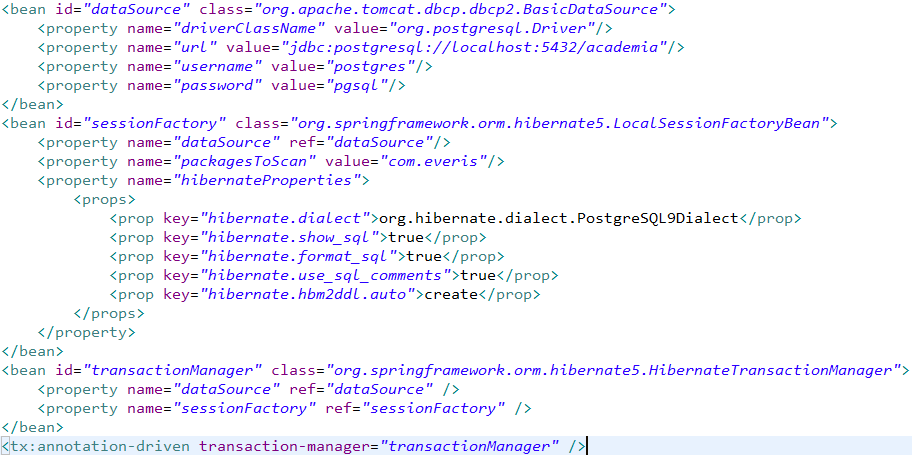 <bean id="dataSource" class="org.apache.tomcat.dbcp.dbcp2.BasicDataSource">
    <property name="driverClassName" value="org.postgresql.Driver"/>
    <property name="url" value="jdbc:postgresql://localhost:5432/academia"/>
    <property name="username" value="postgres"/>
    <property name="password" value="pgsql"/>
</bean>
<bean id="sessionFactory" class="org.springframework.orm.hibernate5.LocalSessionFactoryBean">
    <property name="dataSource" ref="dataSource"/>
    <property name="packagesToScan" value="com.everis"/>
    <property name="hibernateProperties">
        <props>
            <prop key="hibernate.dialect">org.hibernate.dialect.PostgreSQL9Dialect</prop>
            <prop key="hibernate.show_sql">true</prop>
            <prop key="hibernate.format_sql">true</prop>
            <prop key="hibernate.use_sql_comments">true</prop>
            <prop key="hibernate.hbm2ddl.auto">create</prop>
        </props>
    </property>
</bean>
<bean id="transactionManager" class="org.springframework.orm.hibernate5.HibernateTransactionManager">
    <property name="dataSource" ref="dataSource" />
    <property name="sessionFactory" ref="sessionFactory" />
</bean>
<tx:annotation-driven transaction-manager="transactionManager" />